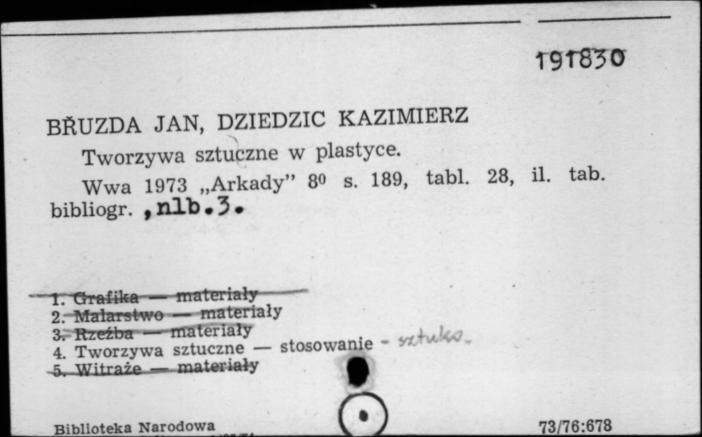 191830
BŘUZDA JAN, DZIEDZIC KAZIMIERZ
Tworzywa sztuczne w plastyce.
Wwa 1973 „Arkady” 8⁰ s. 189, tabl. 28, il. tab.
bibliogr. , nlb.3.
1. Grafika — materiały
2. Malarstwo — materiały
3. Rzeźba — materiały
4. Tworzywa sztuczne — stosowanie - sztuka.
5. Witraże — materiały
Biblioteka Narodowa
73/76:678